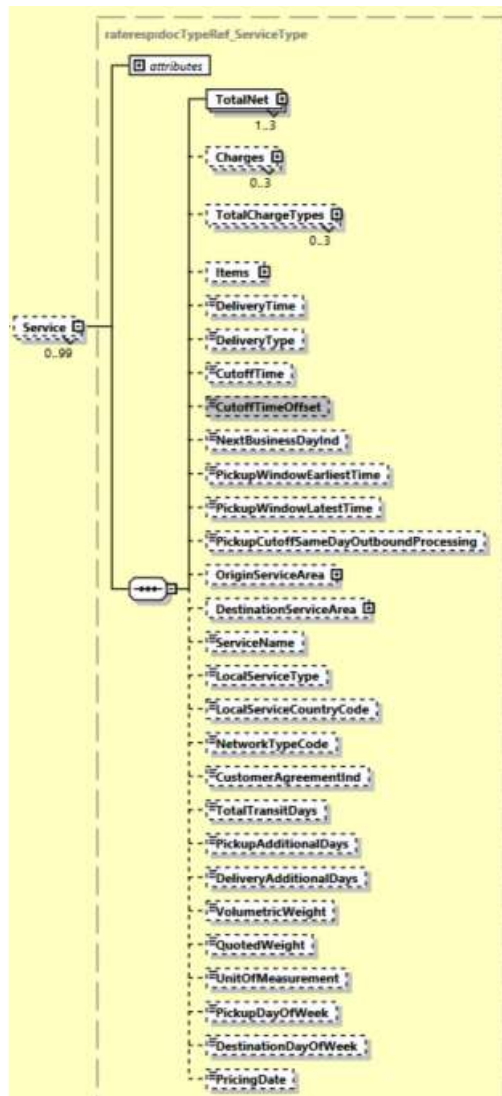 raterespidocTypeRef_ServiceType
attributes
TotalNet
1..3
Charges
0..3
TotalChargeTypes
0..3
Items
DeliveryTime
DeliveryType
CutoffTime
Service
0..99
CutoffTimeOffset
NextBusinessDayInd
PickupWindowEarliestTime
PickupWindowLatestTime
PickupCutoffSameDayOutboundProcessing
OriginServiceArea
DestinationServiceArea
ServiceName
LocalServiceType
LocalServiceCountryCode
NetworkTypeCode
CustomerAgreementInd
TotalTransitDays
PickupAdditionalDays
DeliveryAdditionalDays
VolumetricWeight
QuotedWeight
UnitOfMeasurement
PickupDayOfWeek
DestinationDayOfWeek
PricingDate